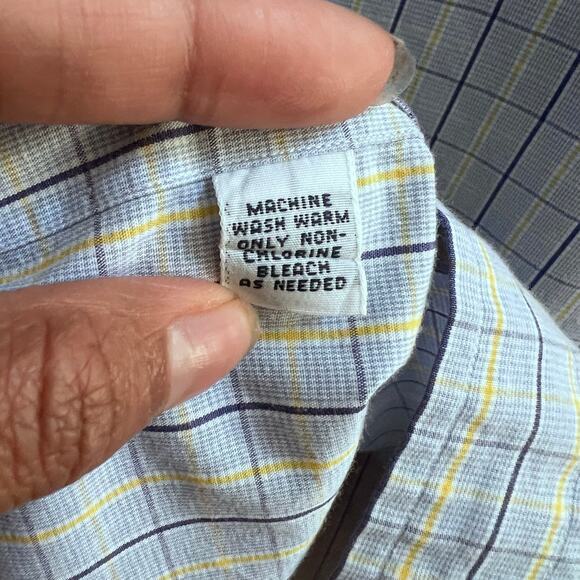 MACHINE
WASH WARM
ONLY NON-
CHLORINE
BLEACH
AS NEEDED